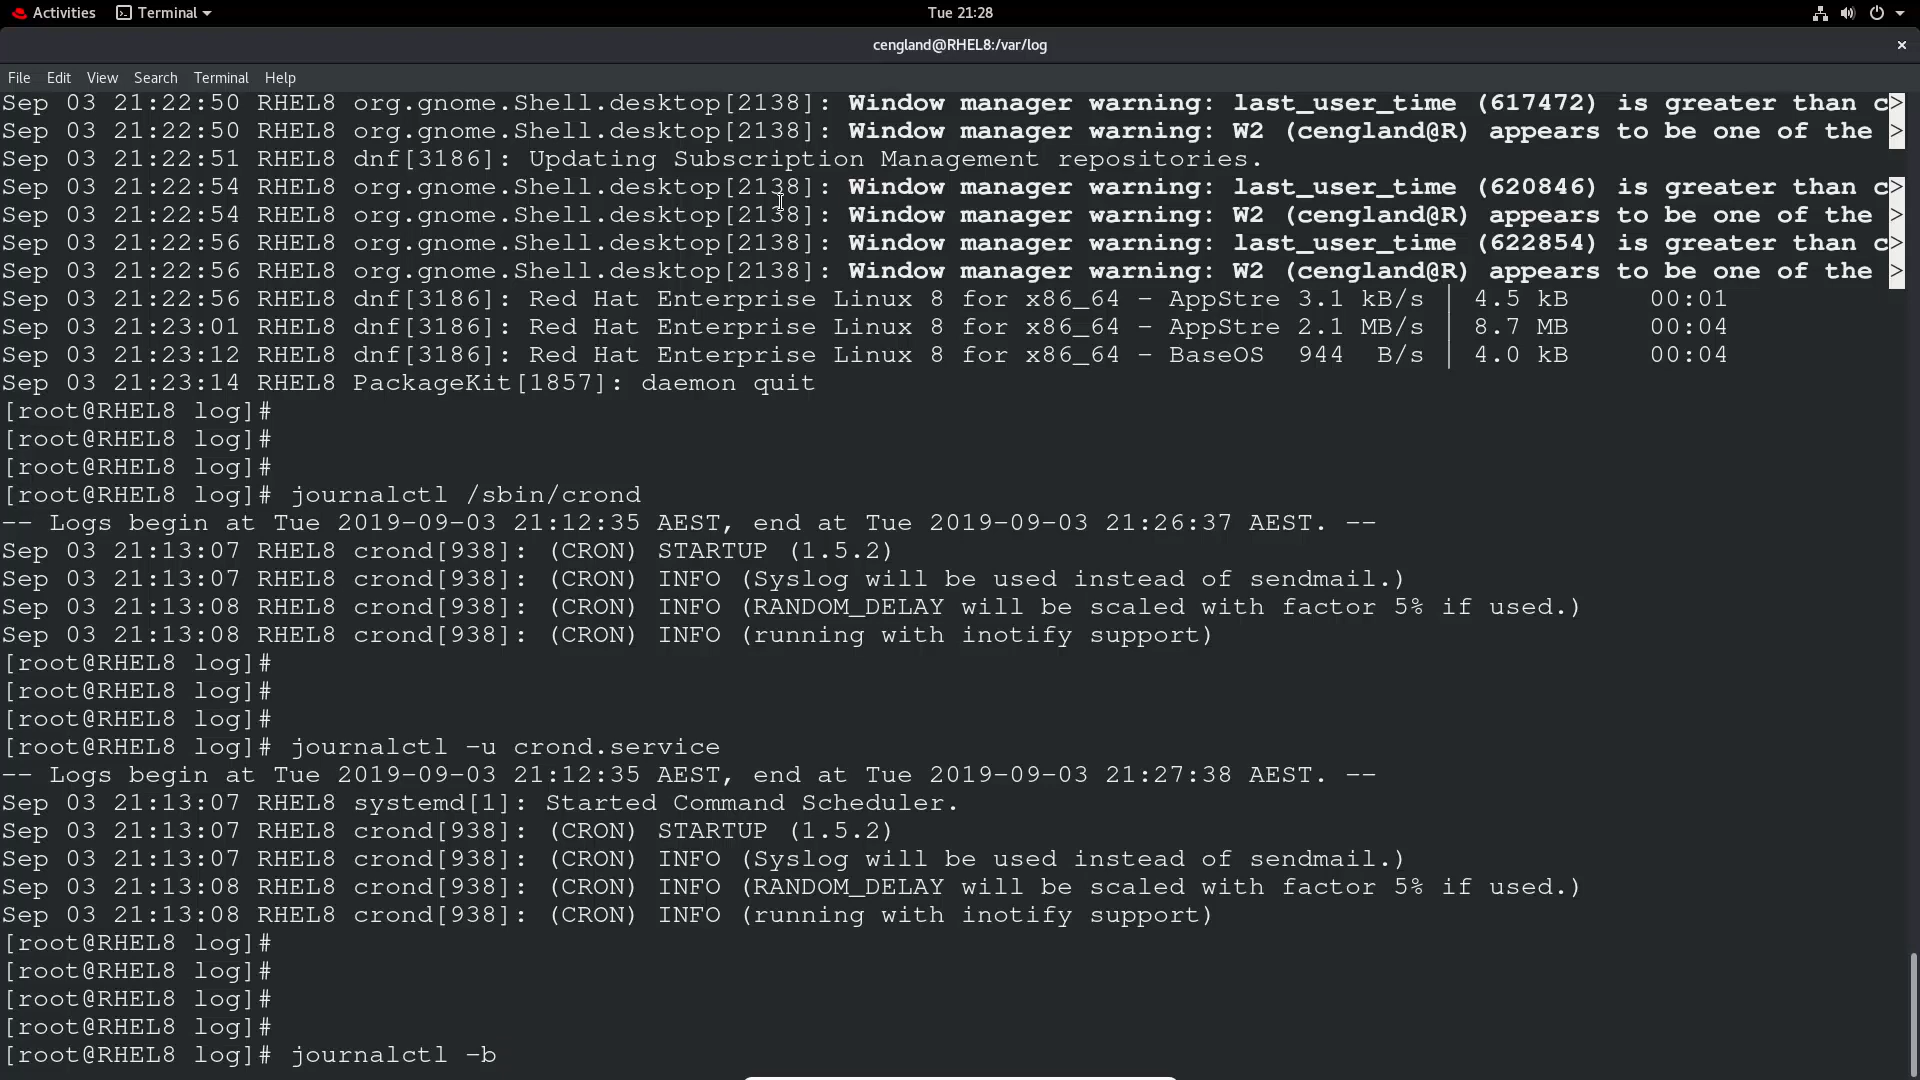 Activities Terminal Tue 21:28
cengland@RHEL8:/var/log ×
File Edit View Search Terminal Help
Sep 03 21:22:50 RHEL8 org.gnome.Shell.desktop[2138]: Window manager warning: last_user_time (617472) is greater than c>
Sep 03 21:22:50 RHEL8 org.gnome.Shell.desktop[2138]: Window manager warning: W2 (cengland@R) appears to be one of the >
Sep 03 21:22:51 RHEL8 dnf[3186]: Updating Subscription Management repositories.
Sep 03 21:22:54 RHEL8 org.gnome.Shell.desktop[2138]: Window manager warning: last_user_time (620846) is greater than c>
Sep 03 21:22:54 RHEL8 org.gnome.Shell.desktop[2138]: Window manager warning: W2 (cengland@R) appears to be one of the >
Sep 03 21:22:56 RHEL8 org.gnome.Shell.desktop[2138]: Window manager warning: last_user_time (622854) is greater than c>
Sep 03 21:22:56 RHEL8 org.gnome.Shell.desktop[2138]: Window manager warning: W2 (cengland@R) appears to be one of the >
Sep 03 21:22:56 RHEL8 dnf[3186]: Red Hat Enterprise Linux 8 for x86_64 - AppStre 3.1 kB/s | 4.5 kB     00:01
Sep 03 21:23:01 RHEL8 dnf[3186]: Red Hat Enterprise Linux 8 for x86_64 - AppStre 2.1 MB/s | 8.7 MB     00:04
Sep 03 21:23:12 RHEL8 dnf[3186]: Red Hat Enterprise Linux 8 for x86_64 - BaseOS  944  B/s | 4.0 kB     00:04
Sep 03 21:23:14 RHEL8 PackageKit[1857]: daemon quit
[root@RHEL8 log]#
[root@RHEL8 log]#
[root@RHEL8 log]#
[root@RHEL8 log]# journalctl /sbin/crond
-- Logs begin at Tue 2019-09-03 21:12:35 AEST, end at Tue 2019-09-03 21:26:37 AEST. --
Sep 03 21:13:07 RHEL8 crond[938]: (CRON) STARTUP (1.5.2)
Sep 03 21:13:07 RHEL8 crond[938]: (CRON) INFO (Syslog will be used instead of sendmail.)
Sep 03 21:13:08 RHEL8 crond[938]: (CRON) INFO (RANDOM_DELAY will be scaled with factor 5% if used.)
Sep 03 21:13:08 RHEL8 crond[938]: (CRON) INFO (running with inotify support)
[root@RHEL8 log]#
[root@RHEL8 log]#
[root@RHEL8 log]#
[root@RHEL8 log]# journalctl -u crond.service
-- Logs begin at Tue 2019-09-03 21:12:35 AEST, end at Tue 2019-09-03 21:27:38 AEST. --
Sep 03 21:13:07 RHEL8 systemd[1]: Started Command Scheduler.
Sep 03 21:13:07 RHEL8 crond[938]: (CRON) STARTUP (1.5.2)
Sep 03 21:13:07 RHEL8 crond[938]: (CRON) INFO (Syslog will be used instead of sendmail.)
Sep 03 21:13:08 RHEL8 crond[938]: (CRON) INFO (RANDOM_DELAY will be scaled with factor 5% if used.)
Sep 03 21:13:08 RHEL8 crond[938]: (CRON) INFO (running with inotify support)
[root@RHEL8 log]#
[root@RHEL8 log]#
[root@RHEL8 log]#
[root@RHEL8 log]#
[root@RHEL8 log]# journalctl -b